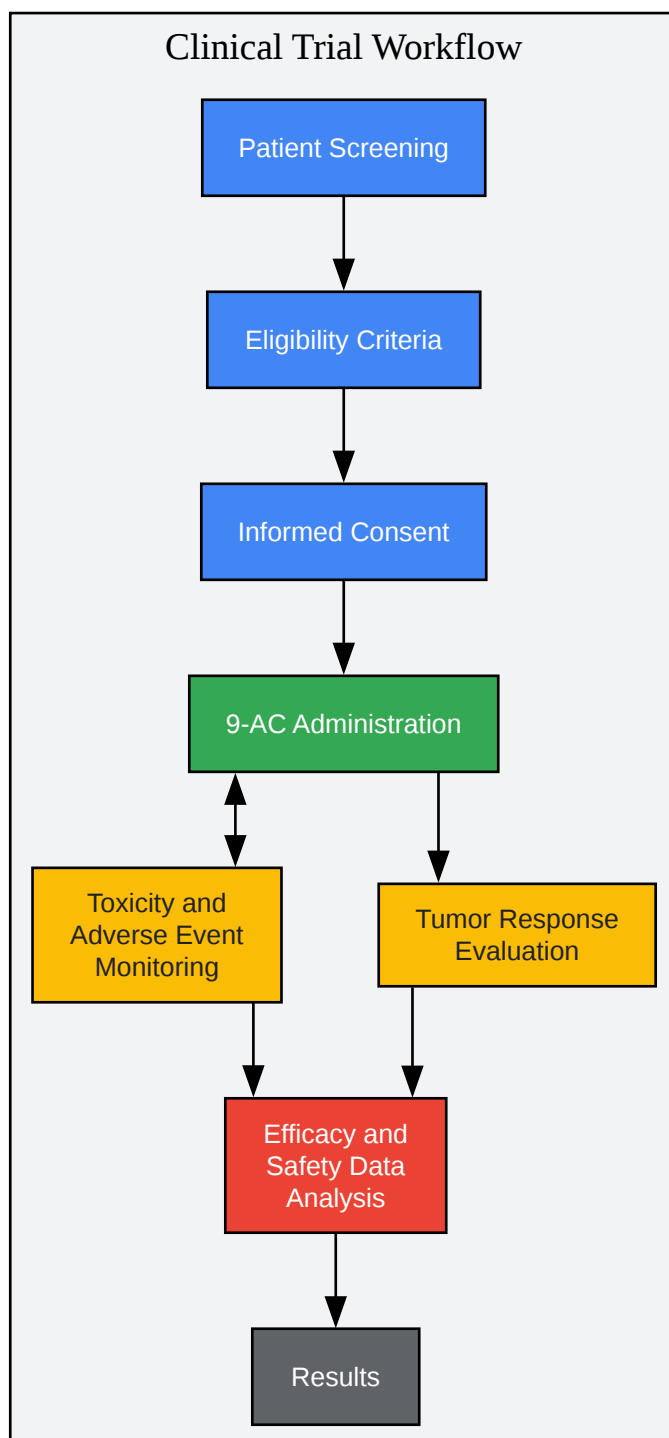 Clinical Trial Workflow
Patient Screening
Eligibility Criteria
Informed Consent
9-AC Administration
Toxicity and
Adverse Event
Monitoring
Tumor Response
Evaluation
Efficacy and
Safety Data
Analysis
Results